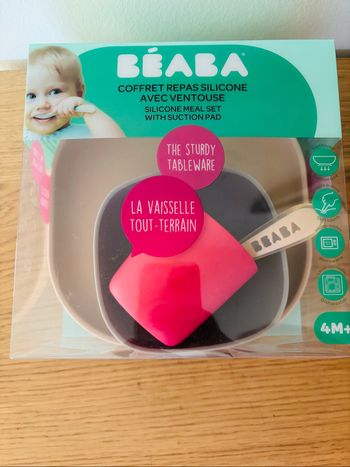 BÉABA
COFFRET REPAS SILICONE
AVEC VENTOUSE
SILICONE MEAL SET
WITH SUCTION PAD
THE STURDY
TABLEWARE
LA VAISSELLE
TOUT-TERRAIN
BEABA
4M+